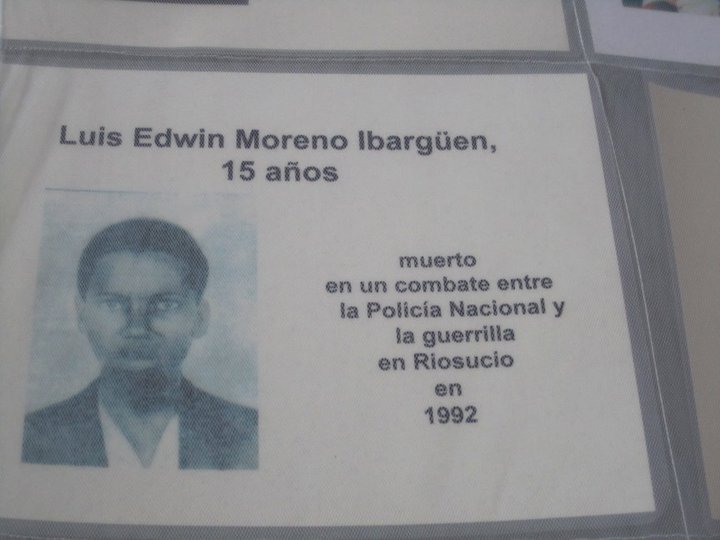 Luis Edwin Moreno Ibargüen,
15 años
muerto
en un combate entre
la Policía Nacional y
la guerrilla
en Riosucio
en
1992